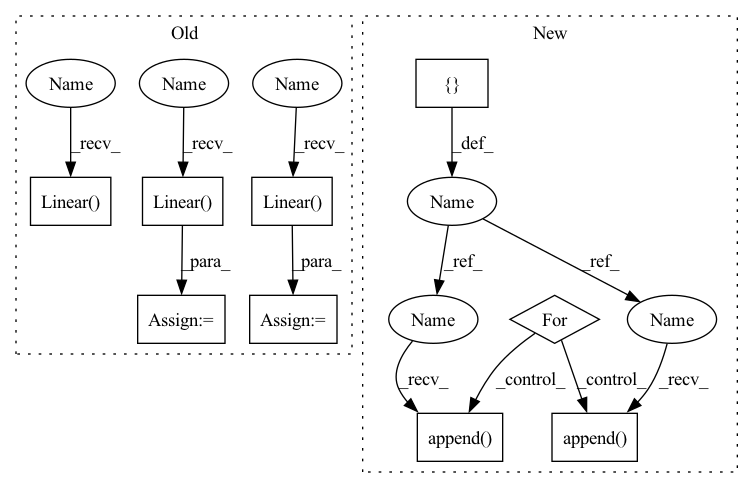 Old
New
Name
Name
Name
{}
_recv_
_recv_
_recv_
_def_
Linear()
Linear()
Linear()
Name
_para_
_para_
_ref_
_ref_
Assign:=
Assign:=
Name
For
Name
_recv_
_control_
_control_
_recv_
append()
append()